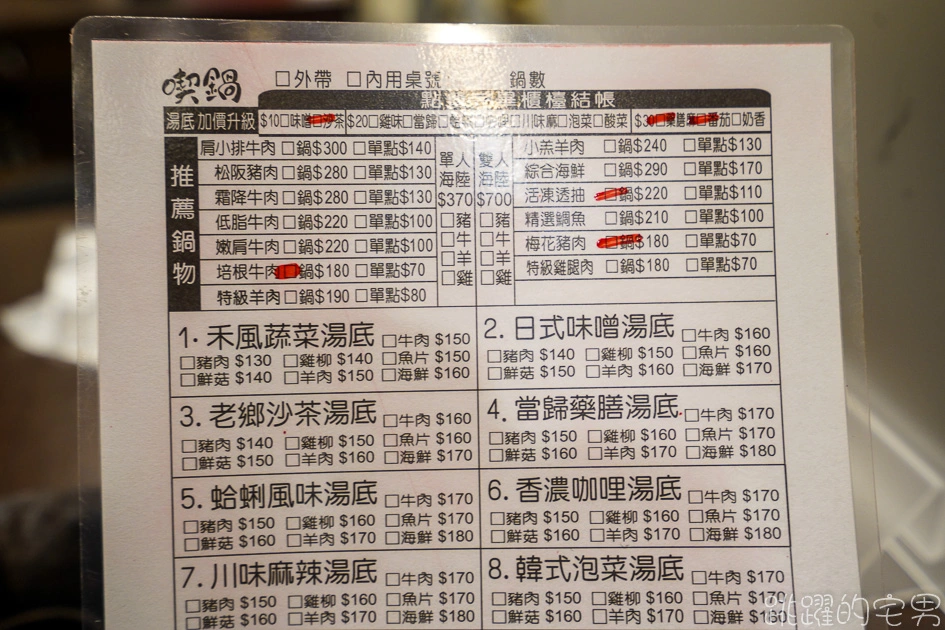 喫鍋 □外帶 □內用桌號 鍋數
點 櫃檯結帳
湯底加價升級 $10□味噌□沙茶 $20□雞味□當歸 □川味麻□泡菜□酸菜 $30 膳 □番茄□奶香
推薦鍋物
肩小排牛肉 □鍋$300 □單點$140
松阪豬肉 □鍋$280 □單點$130
霜降牛肉 □鍋$280 □單點$130
低脂牛肉 □鍋$220 □單點$100
嫩肩牛肉 □鍋$220 □單點$100
培根牛肉 □鍋$180 □單點$70
特級羊肉 □鍋$190 □單點$80
單人海陸 $370 □豬 □牛 □羊 □雞
雙人海陸 $700 □豬 □牛 □羊 □雞
小羔羊肉 □鍋$240 □單點$130
綜合海鮮 □鍋$290 □單點$170
活凍透抽 □鍋$220 □單點$110
精選鯛魚 □鍋$210 □單點$100
梅花豬肉 □鍋$180 □單點$70
特級雞腿肉 □鍋$180 □單點$70
1. 禾風蔬菜湯底 □牛肉 $150
□豬肉 $130 □雞柳 $140 □魚片 $150
□鮮菇 $140 □羊肉 $150 □海鮮 $160
2. 日式味噌湯底 □牛肉 $160
□豬肉 $140 □雞柳 $150 □魚片 $160
□鮮菇 $150 □羊肉 $160 □海鮮 $170
3. 老鄉沙茶湯底 □牛肉 $160
□豬肉 $140 □雞柳 $150 □魚片 $160
□鮮菇 $150 □羊肉 $160 □海鮮 $170
4. 當歸藥膳湯底 □牛肉 $170
□豬肉 $150 □雞柳 $160 □魚片 $170
□鮮菇 $160 □羊肉 $170 □海鮮 $180
5. 蛤蜊風味湯底 □牛肉 $170
□豬肉 $150 □雞柳 $160 □魚片 $170
□鮮菇 $160 □羊肉 $170 □海鮮 $180
6. 香濃咖哩湯底 □牛肉 $170
□豬肉 $150 □雞柳 $160 □魚片 $170
□鮮菇 $160 □羊肉 $170 □海鮮 $180
7. 川味麻辣湯底 □牛肉 $170
□豬肉 $150 □雞柳 $160 □魚片 $170
□鮮菇 $160 □羊肉 $170 □海鮮 $180
8. 韓式泡菜湯底 □牛肉 $170
□豬肉 $150 □雞柳 $160 □魚片
□鮮菇 $160 □羊肉 $170 □海鮮
跳躍的宅男